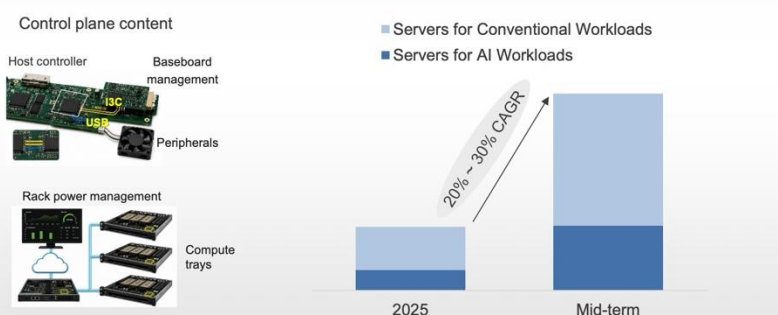 Control plane content
Host controller
Baseboard
management
I3C
USB
Peripherals
Rack power management
Compute
trays
Servers for Conventional Workloads
Servers for AI Workloads
20% ~ 30% CAGR
2025
Mid-term